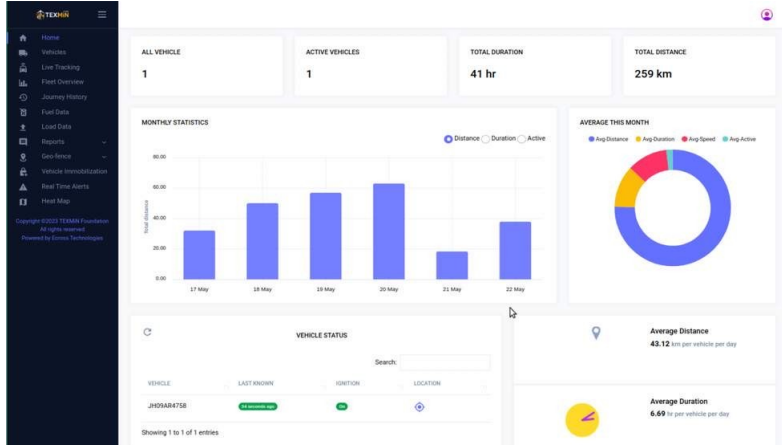 TEXMiN
Home
Vehicles
Live Tracking
Fleet Overview
Journey History
Fuel Data
Load Data
Reports
Geo-fence
Vehicle Immobilization
Real Time Alerts
Heat Map
Copyright ©2023 TEXMiN Foundation
All rights reserved
Powered by Technologies
ALL VEHICLE
1
ACTIVE VEHICLES
1
TOTAL DURATION
41 hr
TOTAL DISTANCE
259 km
MONTHLY STATISTICS
Distance Duration Active
80.00
60.00
40.00
20.00
0.00
Total distance
17 May 18 May 19 May 20 May 21 May 22 May
AVERAGE THIS MONTH
Avg-Distance Avg-Duration Avg-Speed Avg-Active
VEHICLE STATUS
Search:
VEHICLE LAST KNOWN IGNITION LOCATION
JH09AR4758 54 seconds ago On
Showing 1 to 1 of 1 entries
Average Distance
43.12 km per vehicle per day
Average Duration
6.69 hr per vehicle per day